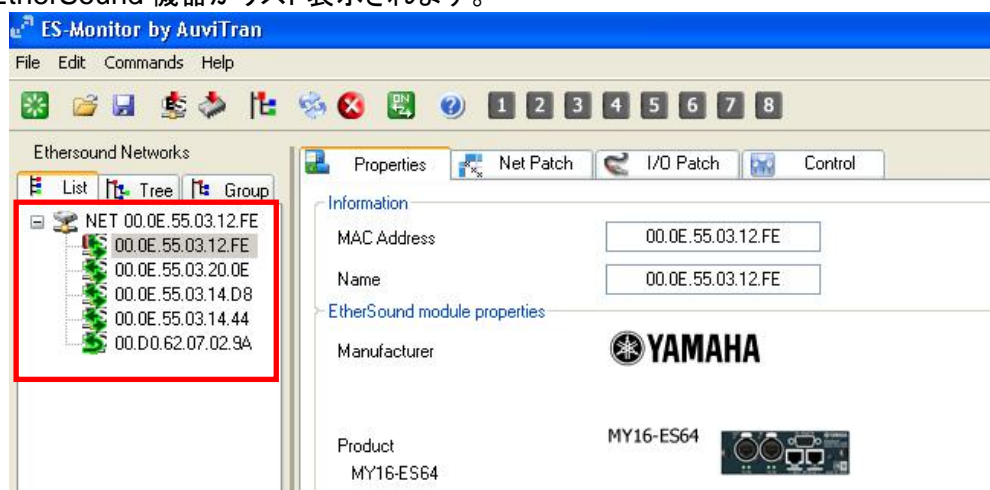 EtherSound 機器がリスト表示されます。
ES-Monitor by AuviTran
File Edit Commands Help
ON
1 2 3 4 5 6 7 8
Ethersound Networks
List Tree Group
NET 00.0E.55.03.12.FE
00.0E.55.03.12.FE
00.0E.55.03.20.0E
00.0E.55.03.14.D8
00.0E.55.03.14.44
00.D0.62.07.02.9A
Properties Net Patch I/O Patch Control
Information
MAC Address 00.0E.55.03.12.FE
Name 00.0E.55.03.12.FE
EtherSound module properties
Manufacturer YAMAHA
Product MY16-ES64
MY16-ES64